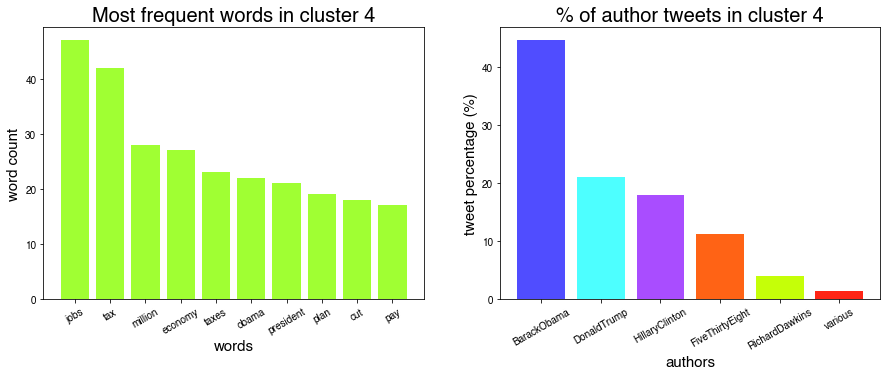 Most frequent words in cluster 4
word count
40
30
20
10
0
jobs
tax
million
economy
taxes
obama
president
plan
cut
pay
words
% of author tweets in cluster 4
tweet percentage (%)
40
30
20
10
0
BarackObama
DonaldTrump
HillaryClinton
FiveThirtyEight
RichardDawkins
various
authors